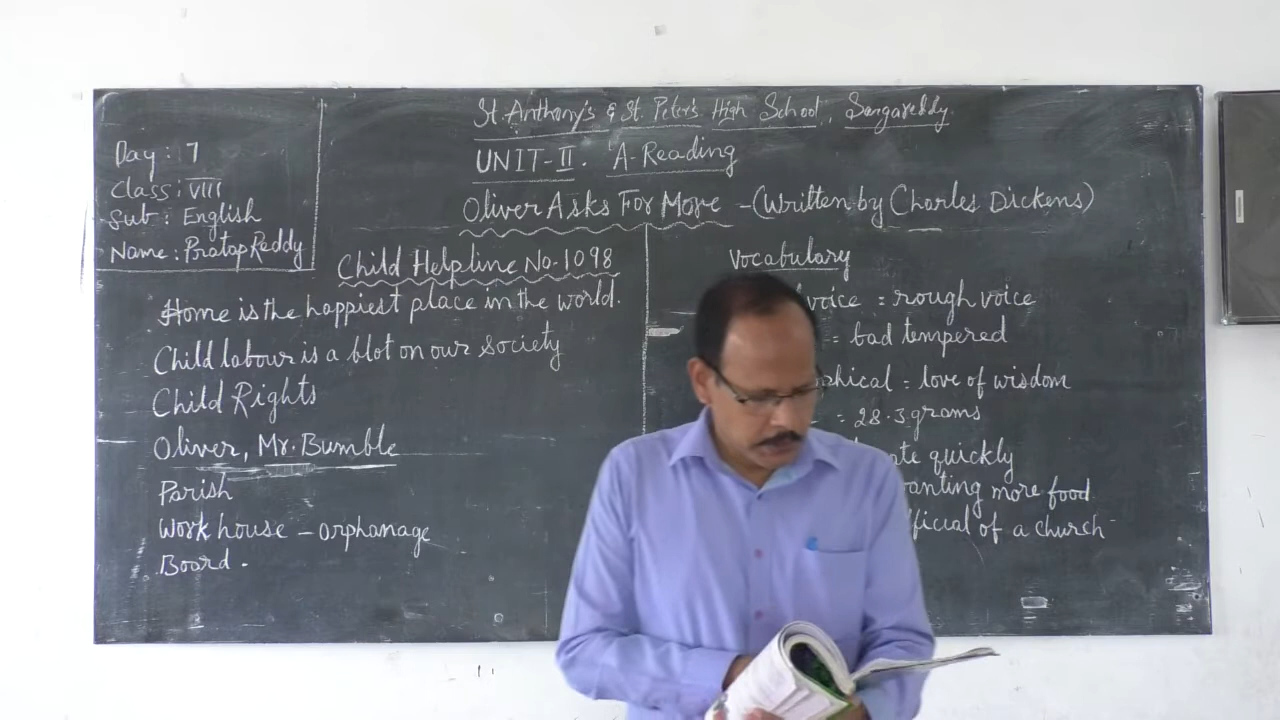 St. Anthony's & St. Peter's High School, Sangareddy.
UNIT-II. A-Reading
Oliver Asks For More - (Written by Charles Dickens)
Day : 7
Class : VIII
Sub : English
Name : Pratap Reddy
Child Helpline No-1098
Home is the happiest place in the world.
Child labour is a blot on our society
Child Rights
Oliver, Mr. Bumble
Parish
Work house - orphanage
Board.
Vocabulary
voice = rough voice
= bad tempered
= love of wisdom
= 28.3 grams
quickly
more food
of a church